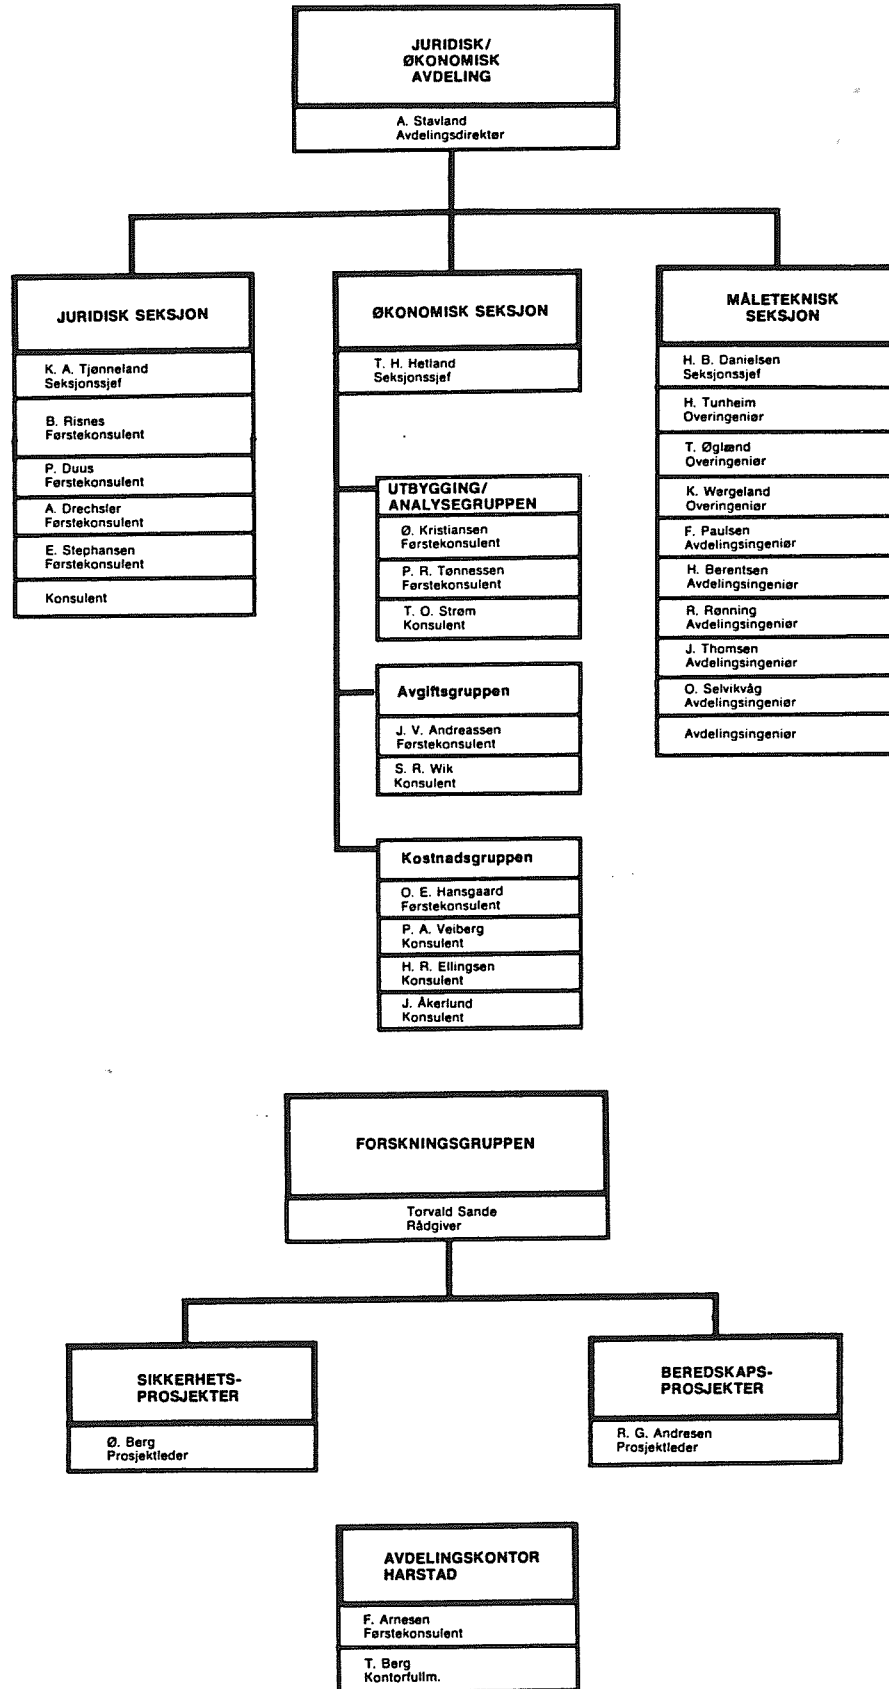 JURIDISK/
ØKONOMISK
AVDELING
A. Stavland
Avdelingsdirektør
JURIDISK SEKSJON
K. A. Tjønneland
Seksjonssjef
B. Risnes
Førstekonsulent
P. Duus
Førstekonsulent
A. Drechsler
Førstekonsulent
E. Stephansen
Førstekonsulent
Konsulent
ØKONOMISK SEKSJON
T. H. Hetland
Seksjonssjef
UTBYGGING/
ANALYSEGRUPPEN
Ø. Kristiansen
Førstekonsulent
P. R. Tønnessen
Førstekonsulent
T. O. Strøm
Konsulent
Avgiftsgruppen
J. V. Andreassen
Førstekonsulent
S. R. Wik
Konsulent
Kostnadsgruppen
O. E. Hansgaard
Førstekonsulent
P. A. Veiberg
Konsulent
H. R. Ellingsen
Konsulent
J. Åkerlund
Konsulent
MÅLETEKNISK
SEKSJON
H. B. Danielsen
Seksjonssjef
H. Tunheim
Overingeniør
T. Øglænd
Overingeniør
K. Wergeland
Overingeniør
F. Paulsen
Avdelingsingeniør
H. Berentsen
Avdelingsingeniør
R. Rønning
Avdelingsingeniør
J. Thomsen
Avdelingsingeniør
O. Selvikvåg
Avdelingsingeniør
Avdelingsingeniør
FORSKNINGSGRUPPEN
Torvald Sande
Rådgiver
SIKKERHETS-
PROSJEKTER
Ø. Berg
Prosjektleder
BEREDSKAPS-
PROSJEKTER
R. G. Andresen
Prosjektleder
AVDELINGSKONTOR
HARSTAD
F. Arnesen
Førstekonsulent
T. Berg
Kontorfullm.